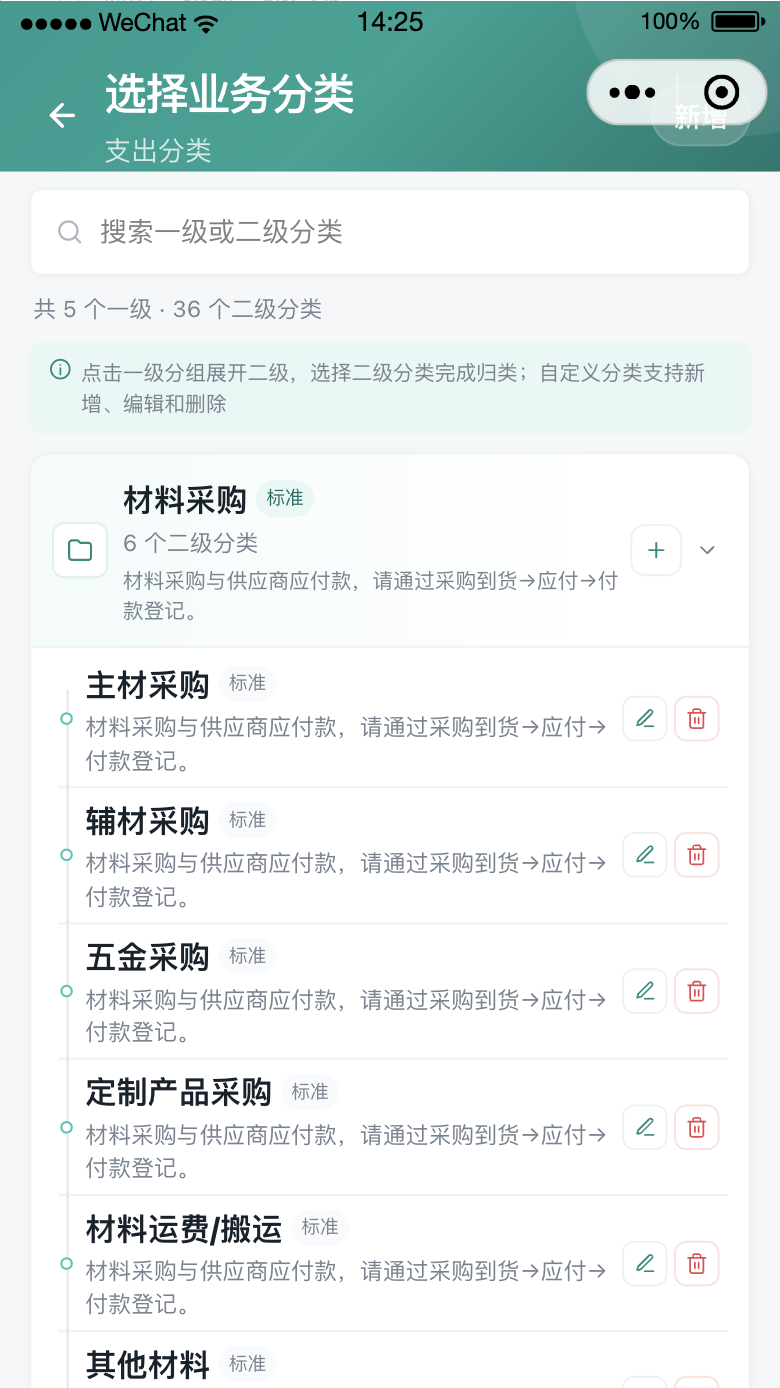 WeChat 14:25 100%
选择业务分类
新增
支出分类
搜索一级或二级分类
共 5 个一级 · 36 个二级分类
点击一级分组展开二级，选择二级分类完成归类；自定义分类支持新
增、编辑和删除
材料采购 标准
6 个二级分类
材料采购与供应商应付款，请通过采购到货→应付→付
款登记。
主材采购 标准
材料采购与供应商应付款，请通过采购到货→应付→
付款登记。
辅材采购 标准
材料采购与供应商应付款，请通过采购到货→应付→
付款登记。
五金采购 标准
材料采购与供应商应付款，请通过采购到货→应付→
付款登记。
定制产品采购 标准
材料采购与供应商应付款，请通过采购到货→应付→
付款登记。
材料运费/搬运 标准
材料采购与供应商应付款，请通过采购到货→应付→
付款登记。
其他材料 标准